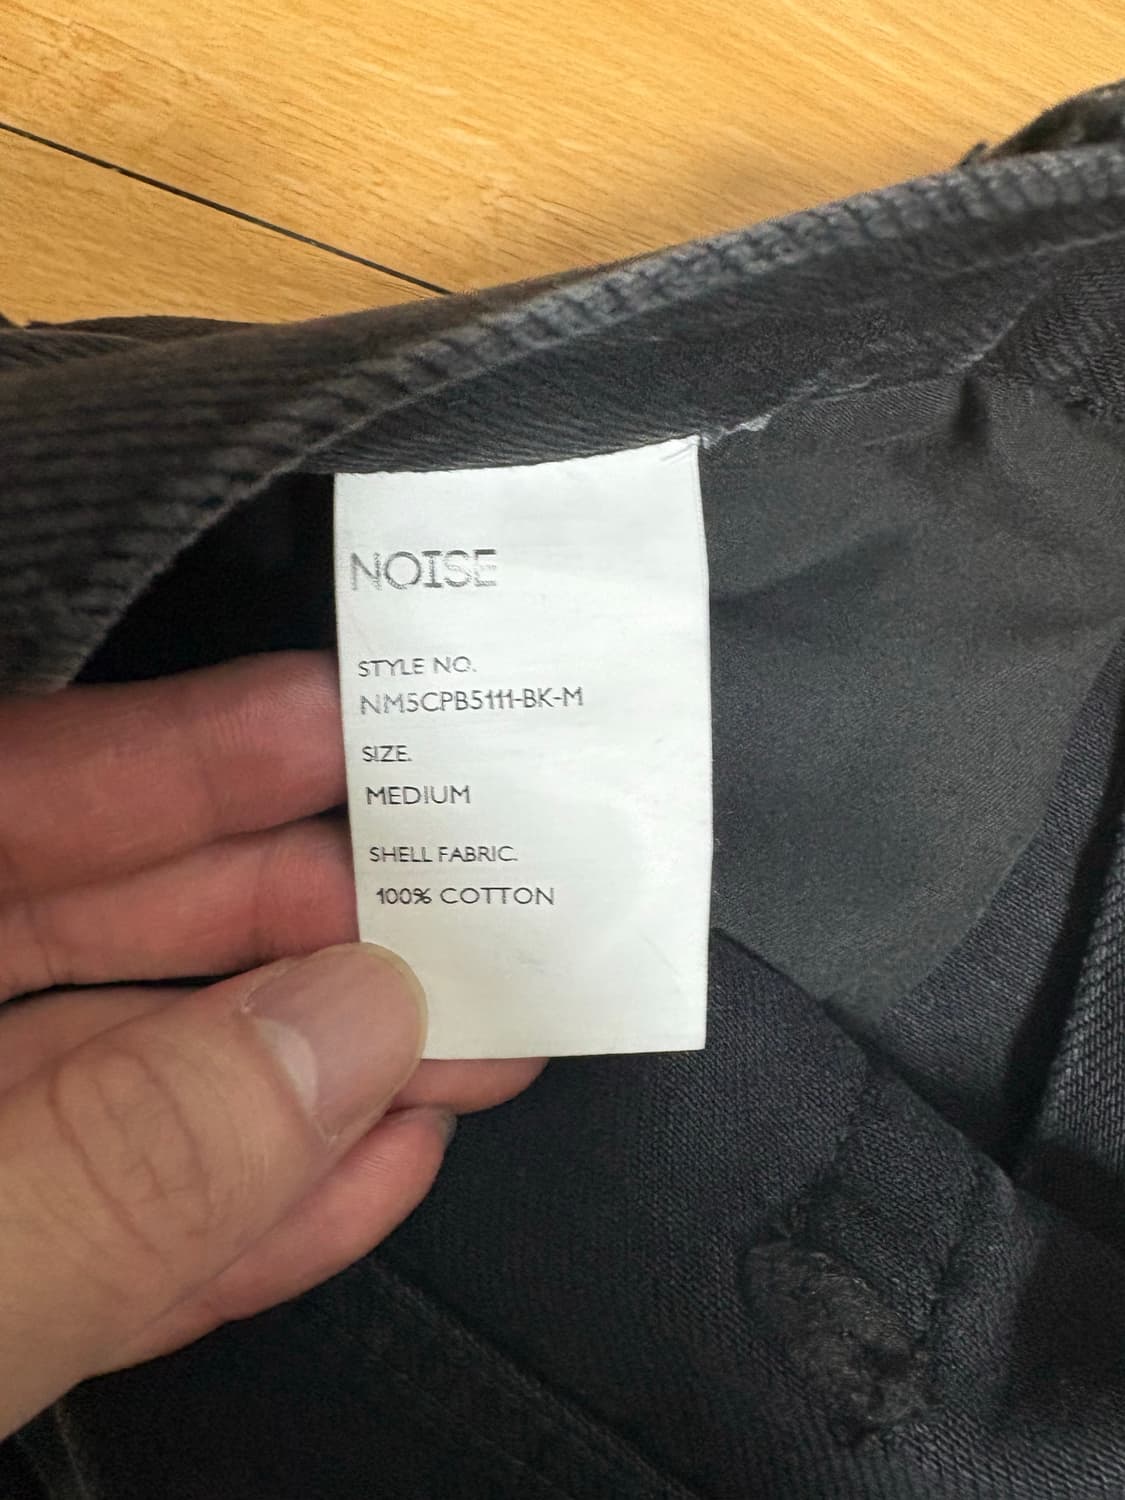 NOISE
STYLE NO.
NM5CPB5111-BK-M
SIZE.
MEDIUM
SHELL FABRIC.
100% COTTON